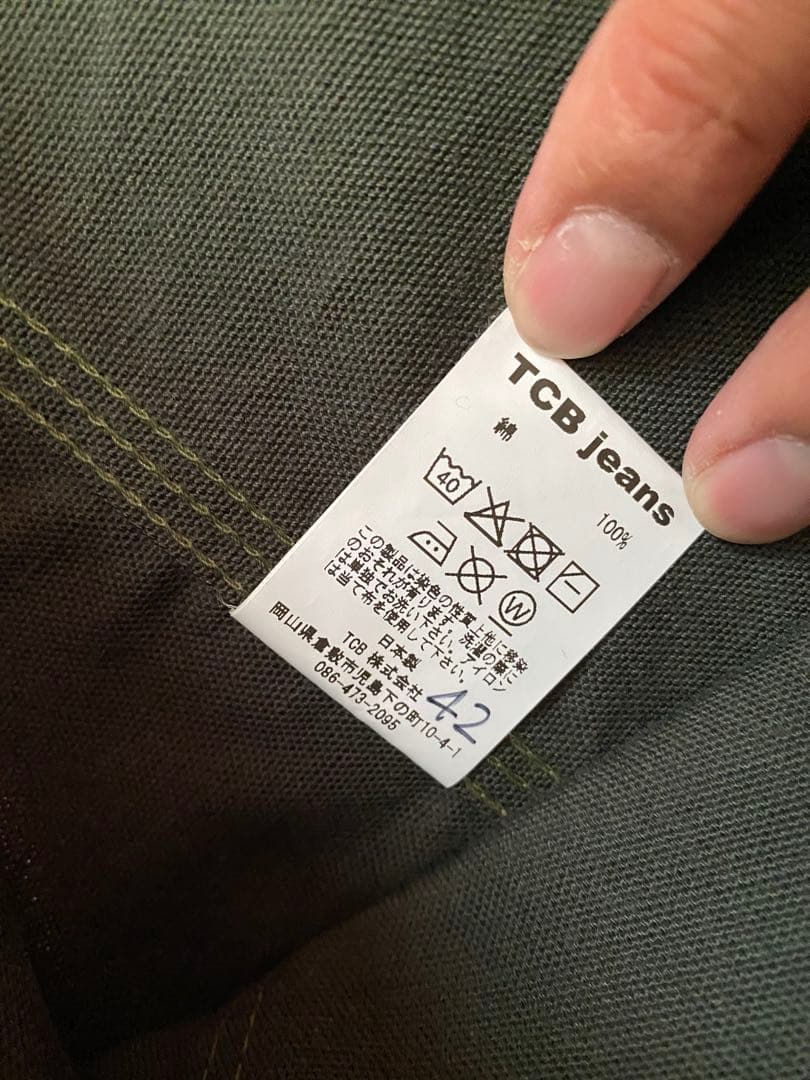 TCB jeans
綿 100%
40
W
この製品は染色の性質上他に移染
のおそれが有ります。洗濯の際に
は単独でお洗い下さい。アイロン
は当て布を使用して下さい。
日本製
TCB 株式会社
42
岡山県倉敷市児島下の町10-4-1
086-473-2095